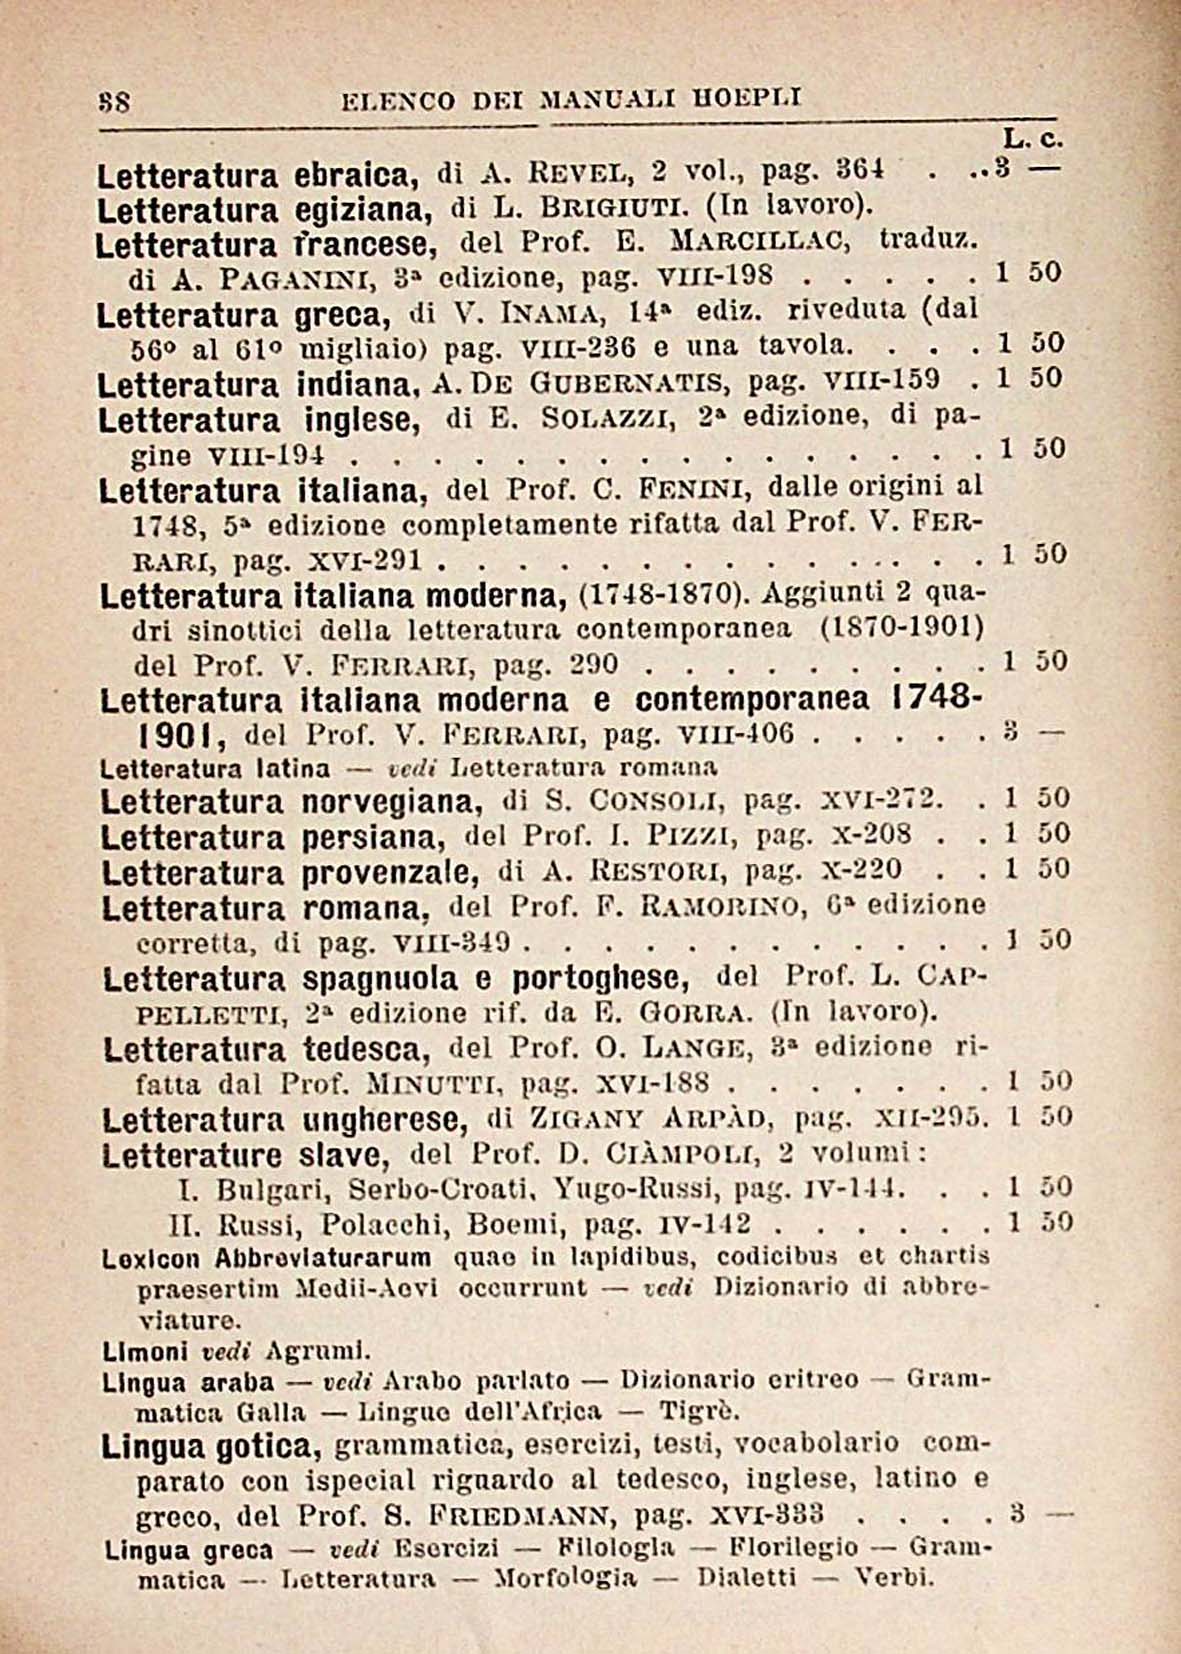 38 ELENCO DEI MANUALI HOEPLI
L. c.
Letteratura ebraica, di A. REVEL, 2 vol., pag. 364 . . . 3 —
Letteratura egiziana, di L. BRIGIUTI. (In lavoro).
Letteratura francese, del Prof. E. MARCILLAC, traduz.
di A. PAGANINI, 3ª edizione, pag. VIII-198 . . . . . 1 50
Letteratura greca, di V. INAMA, 14ª ediz. riveduta (dal
56º al 61º migliaio) pag. VIII-236 e una tavola. . . . 1 50
Letteratura indiana, A. DE GUBERNATIS, pag. VIII-159 . 1 50
Letteratura inglese, di E. SOLAZZI, 2ª edizione, di pa-
gine VIII-194 . . . . . . . . . . . . . . . . 1 50
Letteratura italiana, del Prof. C. FENINI, dalle origini al
1748, 5ª edizione completamente rifatta dal Prof. V. FER-
RARI, pag. XVI-291 . . . . . . . . . . . . . . 1 50
Letteratura italiana moderna, (1748-1870). Aggiunti 2 qua-
dri sinottici della letteratura contemporanea (1870-1901)
del Prof. V. FERRARI, pag. 290 . . . . . . . . . 1 50
Letteratura italiana moderna e contemporanea 1748-
1901, del Prof. V. FERRARI, pag. VIII-406 . . . . . 3 —
Letteratura latina — vedi Letteratura romana
Letteratura norvegiana, di S. CONSOLI, pag. XVI-272. . 1 50
Letteratura persiana, del Prof. I. PIZZI, pag. X-208 . . 1 50
Letteratura provenzale, di A. RESTORI, pag. X-220 . . 1 50
Letteratura romana, del Prof. F. RAMORINO, 6ª edizione
corretta, di pag. VIII-349 . . . . . . . . . . . . 1 50
Letteratura spagnuola e portoghese, del Prof. L. CAP-
PELLETTI, 2ª edizione rif. da E. GORRA. (In lavoro).
Letteratura tedesca, del Prof. O. LANGE, 3ª edizione ri-
fatta dal Prof. MINUTTI, pag. XVI-188 . . . . . . . 1 50
Letteratura ungherese, di ZIGANY ARPÀD, pag. XII-295. 1 50
Letterature slave, del Prof. D. CIÀMPOLI, 2 volumi:
I. Bulgari, Serbo-Croati, Yugo-Russi, pag. IV-144. . . 1 50
II. Russi, Polacchi, Boemi, pag. IV-142 . . . . . . 1 50
Lexicon Abbreviaturarum quae in lapidibus, codicibus et chartis
praesertim Medii-Aevi occurrunt — vedi Dizionario di abbre-
viature.
Limoni vedi Agrumi.
Lingua araba — vedi Arabo parlato — Dizionario eritreo — Gram-
matica Galla — Lingue dell'Africa — Tigrè.
Lingua gotica, grammatica, esercizi, testi, vocabolario com-
parato con ispecial riguardo al tedesco, inglese, latino e
greco, del Prof. S. FRIEDMANN, pag. XVI-333 . . . . 3 —
Lingua greca — vedi Esercizi — Filologia — Florilegio — Gram-
matica — Letteratura — Morfologia — Dialetti — Verbi.